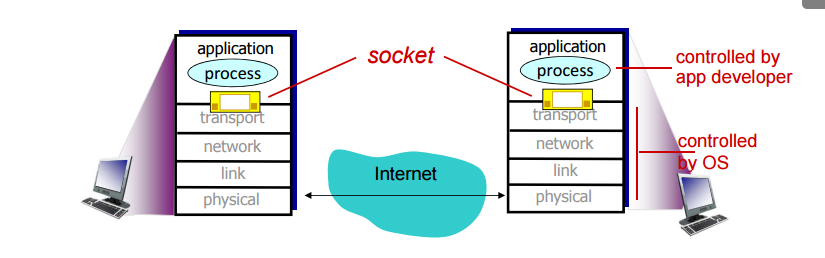 application
process
transport
network
link
physical
socket
Internet
application
process
transport
network
link
physical
controlled by
app developer
controlled
by OS